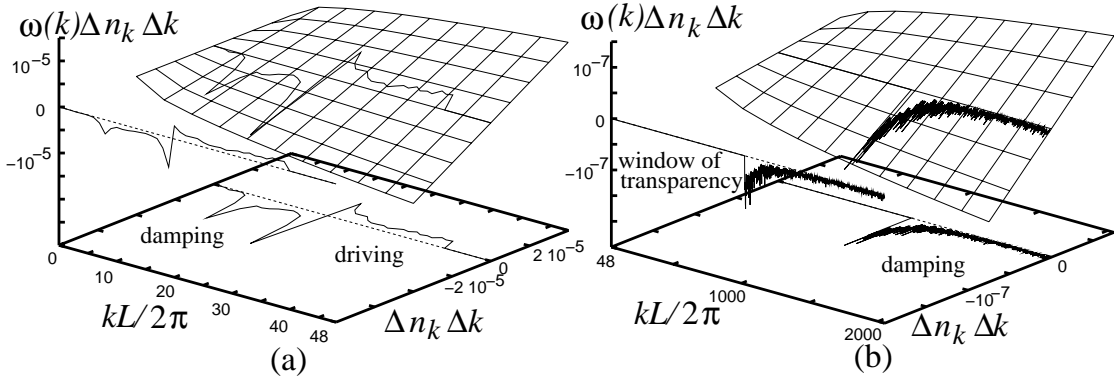 ω(k)Δn_k Δk
10⁻⁵
0
−10⁻⁵
damping
driving
0
10
20
30
40
48
kL/2π
−2 10⁻⁵
0
2 10⁻⁵
Δn_k Δk
(a)
ω(k)Δn_k Δk
10⁻⁷
0
−10⁻⁷
window of
transparency
damping
48
1000
2000
kL/2π
−10⁻⁷
0
Δn_k Δk
(b)